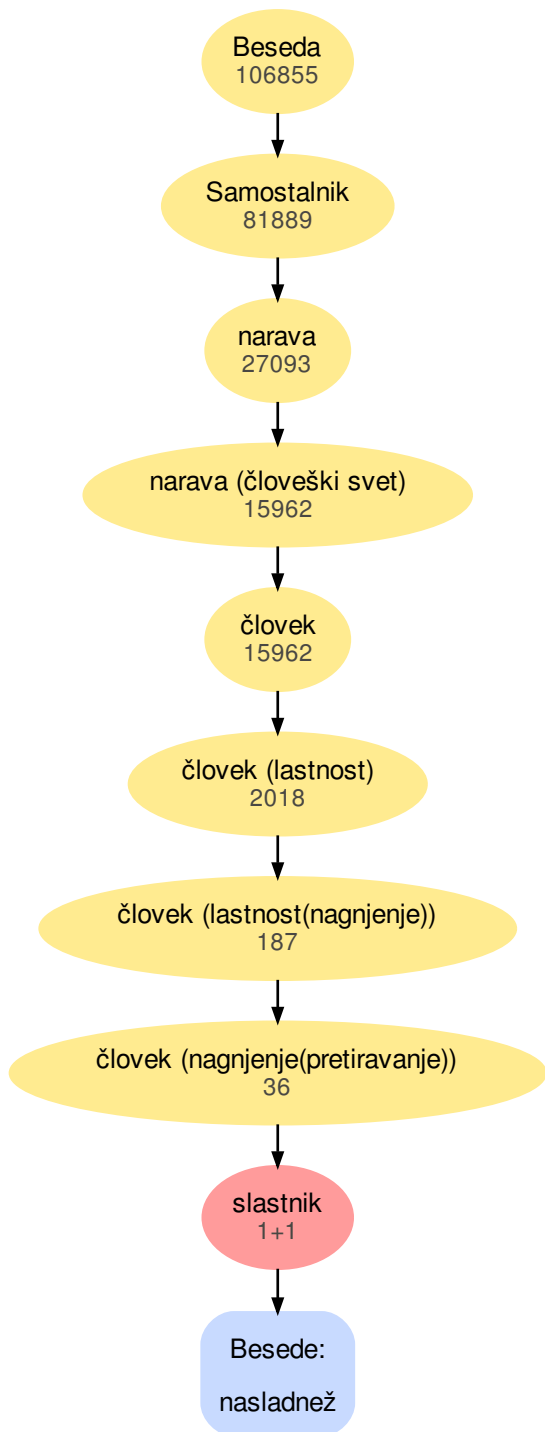 Beseda
106855
Samostalnik
81889
narava
27093
narava (človeški svet)
15962
človek
15962
človek (lastnost)
2018
človek (lastnost(nagnjenje))
187
človek (nagnjenje(pretiravanje))
36
slastnik
1+1
Besede:
nasladnež